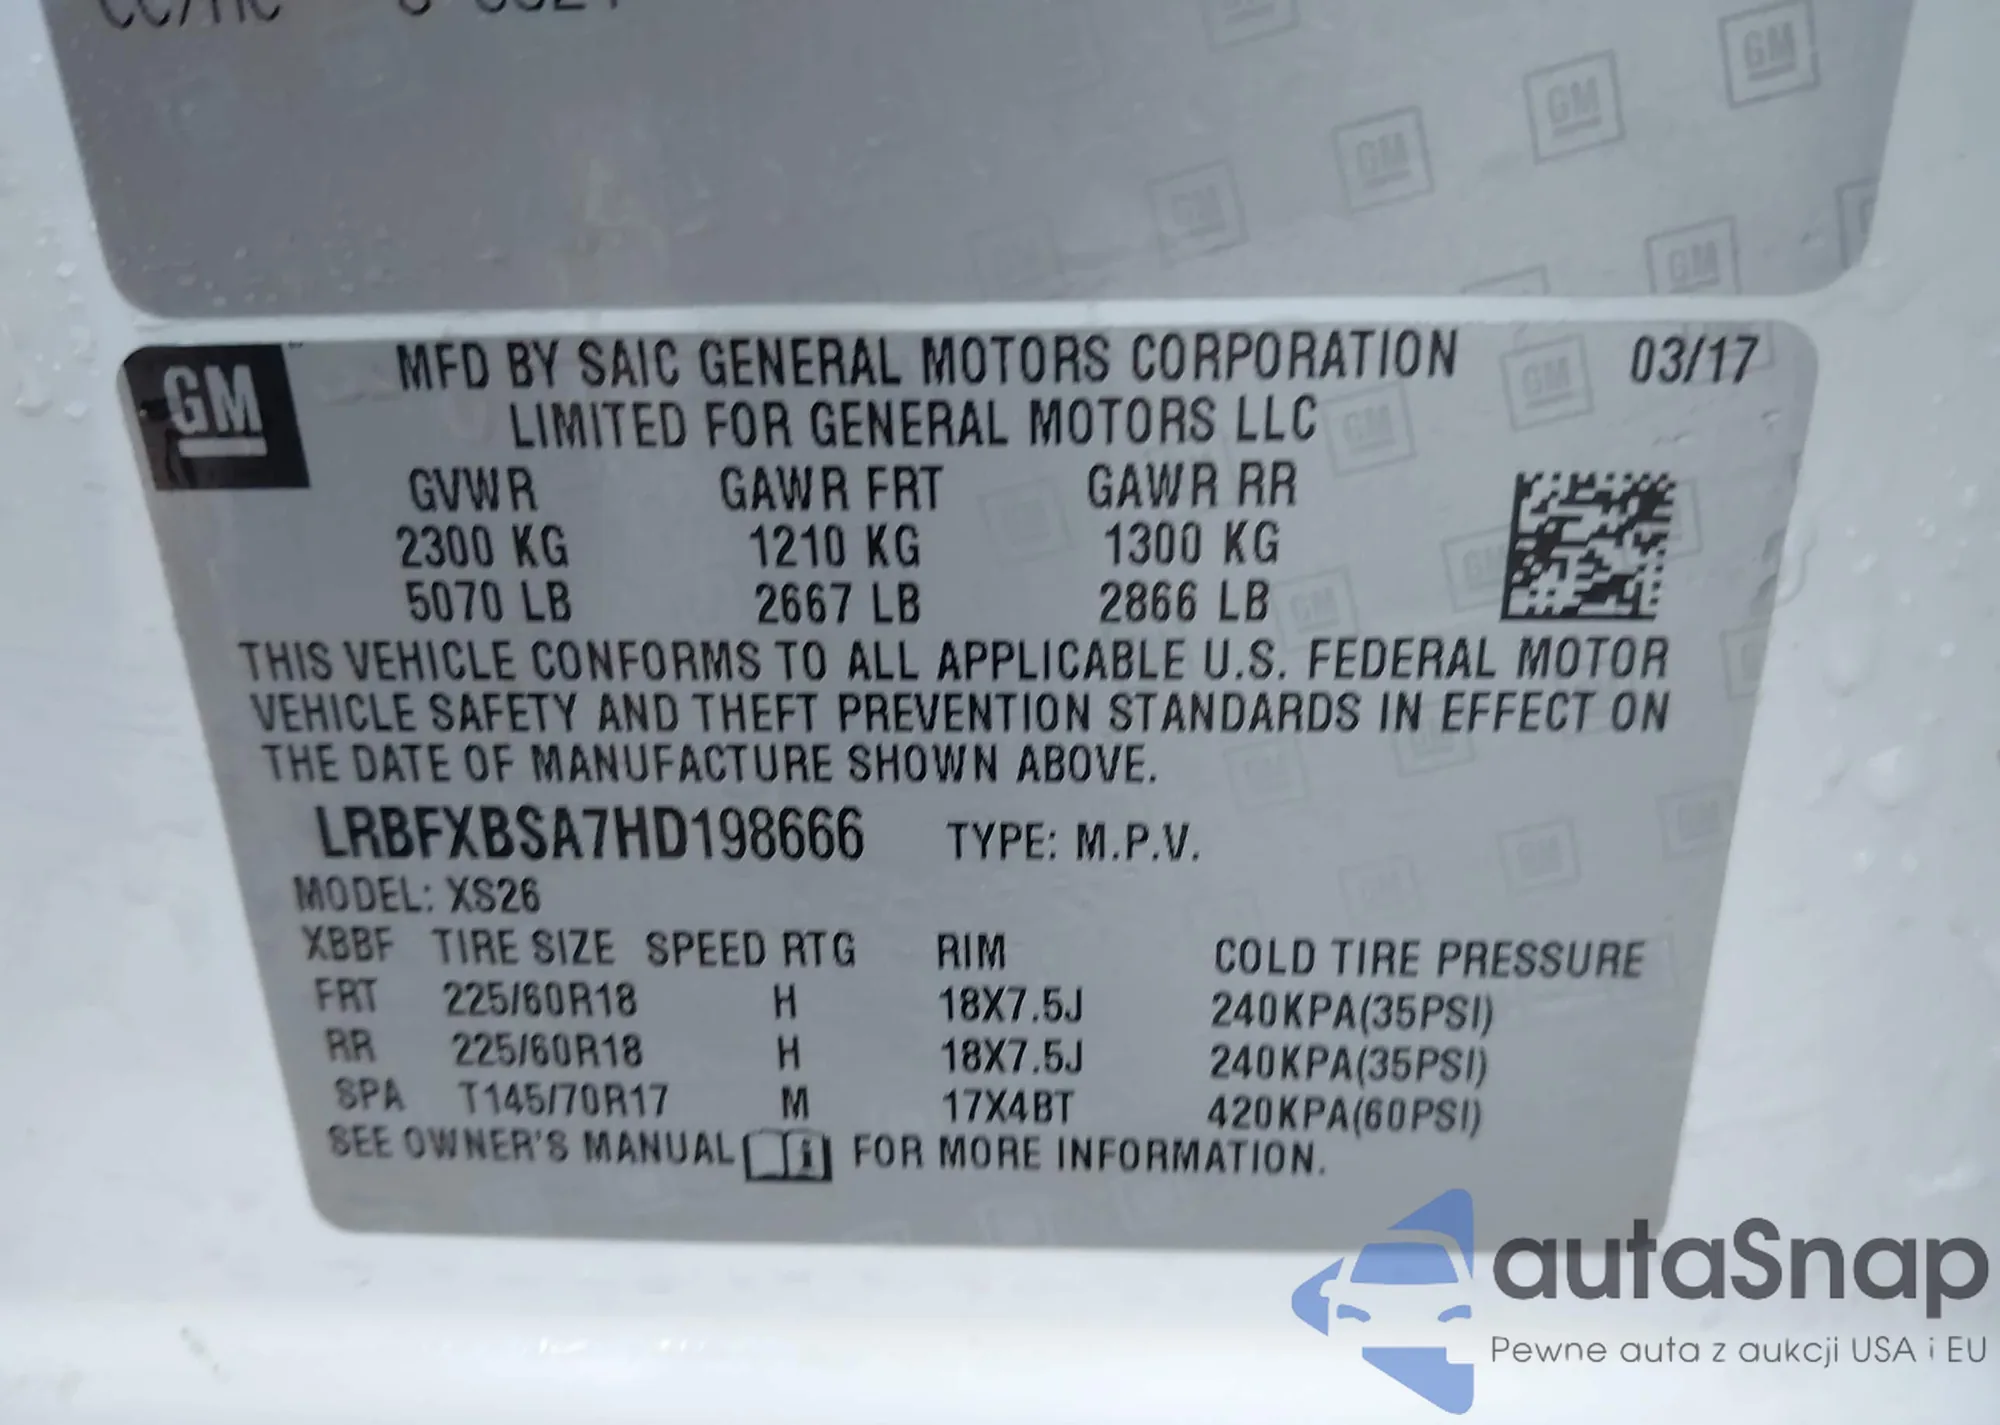 GM
MFD BY SAIC GENERAL MOTORS CORPORATION 03/17
LIMITED FOR GENERAL MOTORS LLC
GVWR GAWR FRT GAWR RR
2300 KG 1210 KG 1300 KG
5070 LB 2667 LB 2866 LB
THIS VEHICLE CONFORMS TO ALL APPLICABLE U.S. FEDERAL MOTOR
VEHICLE SAFETY AND THEFT PREVENTION STANDARDS IN EFFECT ON
THE DATE OF MANUFACTURE SHOWN ABOVE.
LRBFXBSA7HD198666 TYPE: M.P.V.
MODEL: XS26
XBBF TIRE SIZE SPEED RTG RIM COLD TIRE PRESSURE
FRT 225/60R18 H 18X7.5J 240KPA(35PSI)
RR 225/60R18 H 18X7.5J 240KPA(35PSI)
SPA T145/70R17 M 17X4BT 420KPA(60PSI)
SEE OWNER'S MANUAL FOR MORE INFORMATION.
autaSnap
Pewne auta z aukcji USA i EU